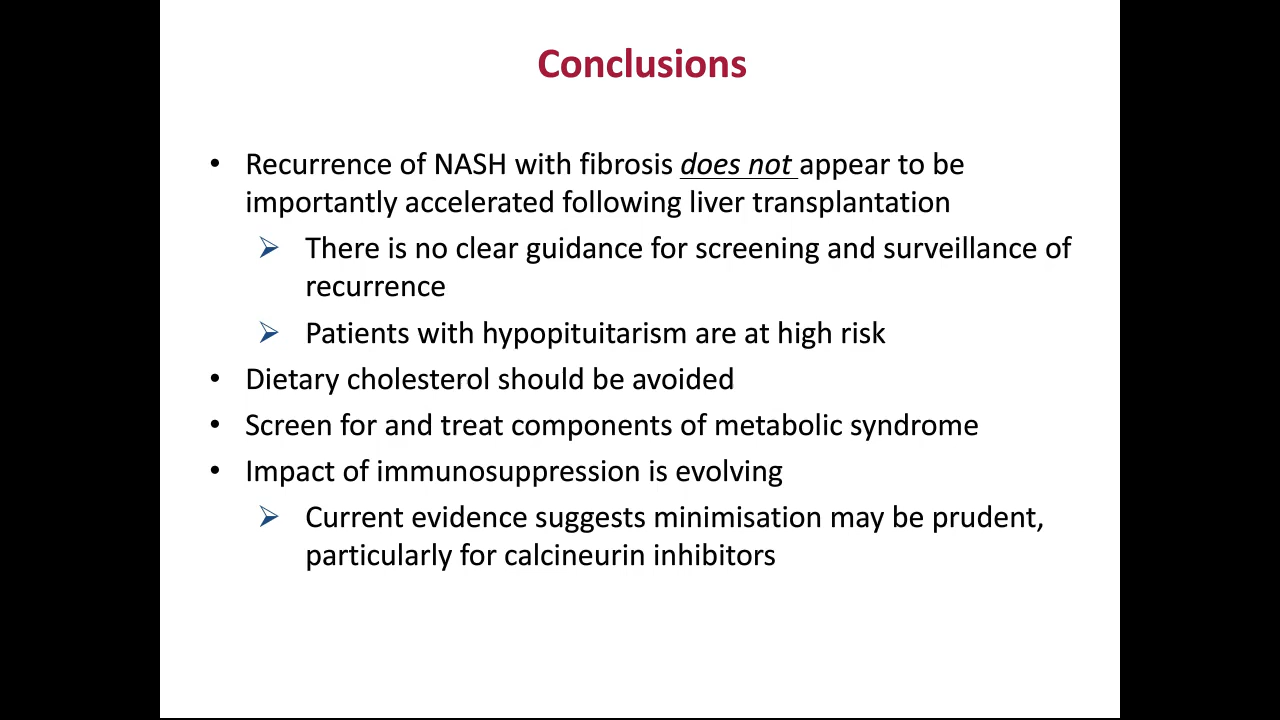 Conclusions
• Recurrence of NASH with fibrosis does not appear to be
importantly accelerated following liver transplantation
➢ There is no clear guidance for screening and surveillance of
recurrence
➢ Patients with hypopituitarism are at high risk
• Dietary cholesterol should be avoided
• Screen for and treat components of metabolic syndrome
• Impact of immunosuppression is evolving
➢ Current evidence suggests minimisation may be prudent,
particularly for calcineurin inhibitors